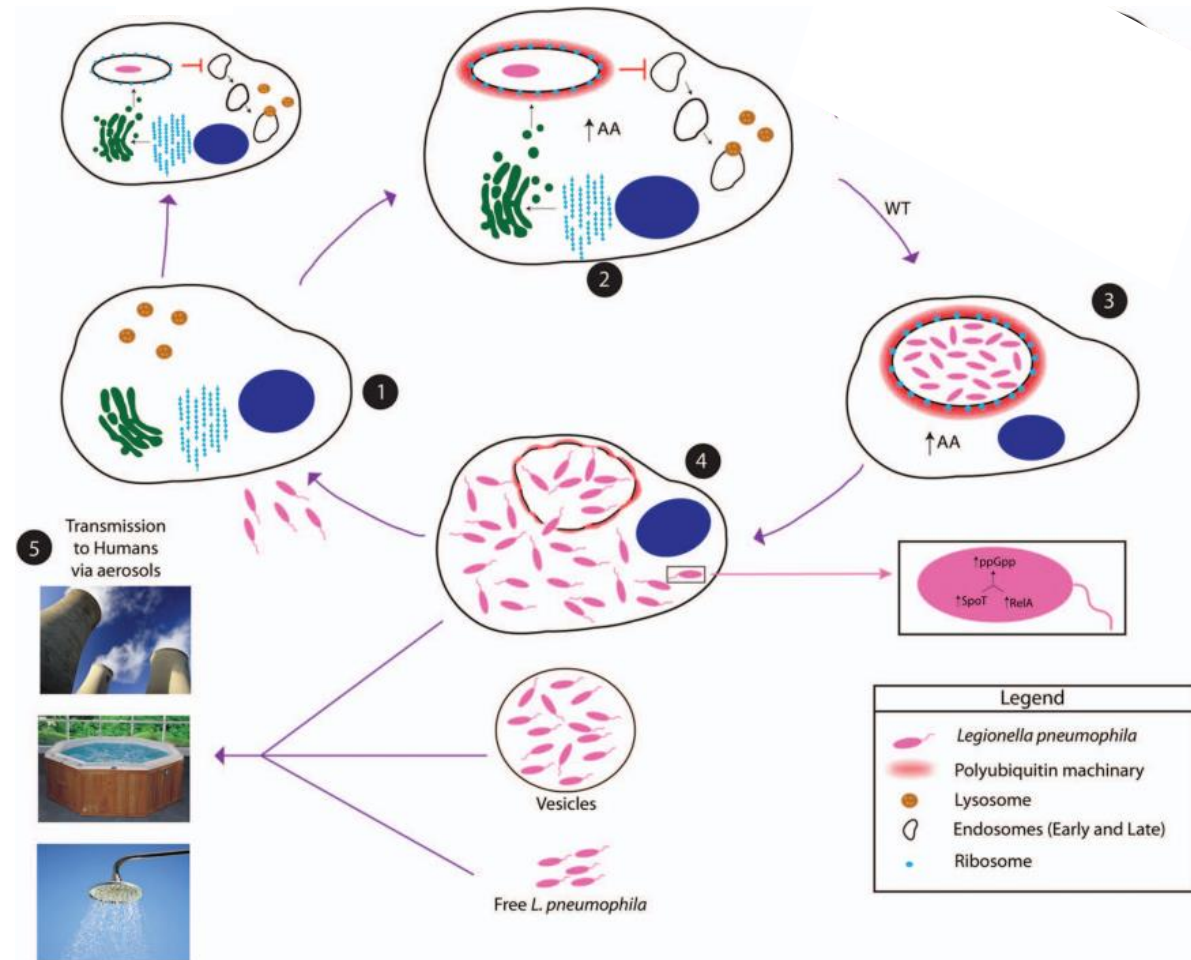 ↑AA
2
WT
3
1
↑AA
4
5
Transmission
to Humans
via aerosols
↑ppGpp
↑SpoT
↑RelA
Legend
Legionella pneumophila
Polyubiquitin machinary
Lysosome
Endosomes (Early and Late)
Ribosome
Vesicles
Free L. pneumophila